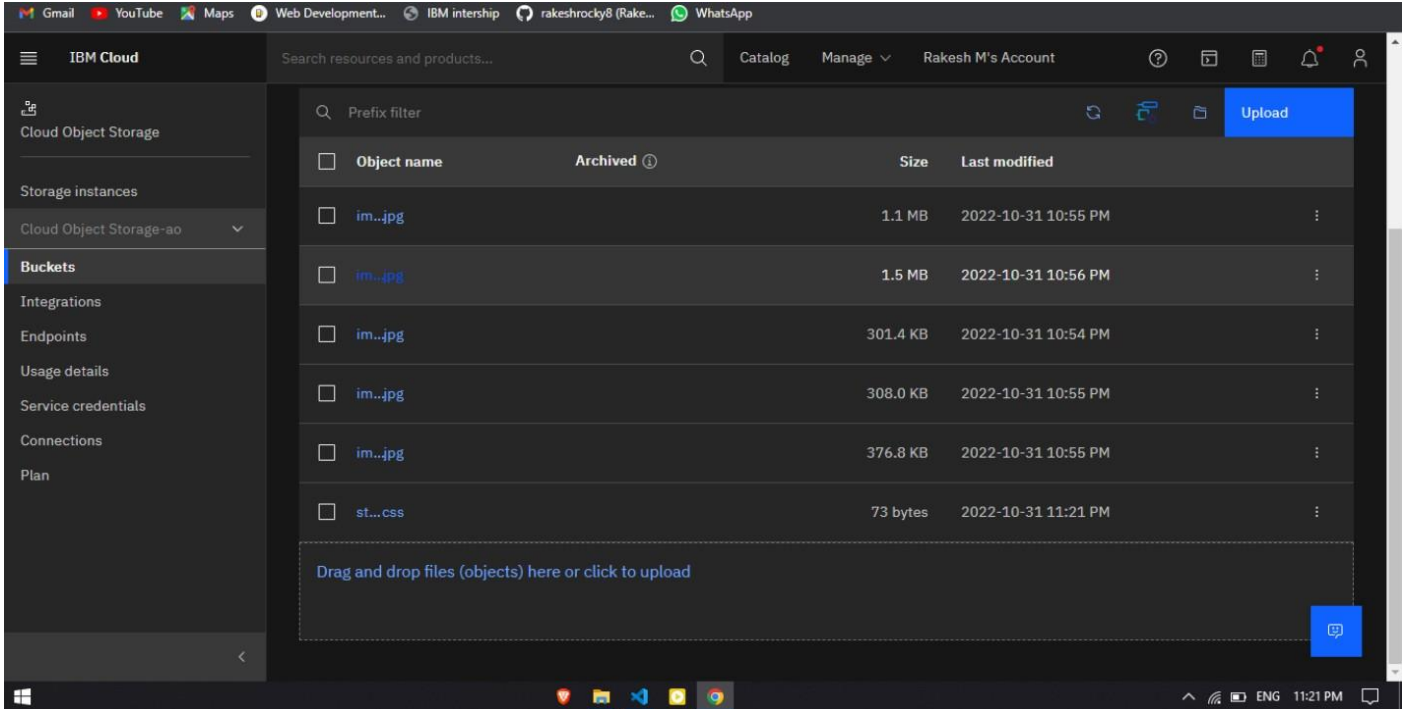 Gmail YouTube Maps Web Development... IBM intership rakeshrocky8 (Rake... WhatsApp
IBM Cloud Search resources and products... Catalog Manage Rakesh M's Account
Cloud Object Storage
Storage instances
Cloud Object Storage-ao
Buckets
Integrations
Endpoints
Usage details
Service credentials
Connections
Plan
Prefix filter Upload
Object name Archived Size Last modified
im...jpg 1.1 MB 2022-10-31 10:55 PM
im...jpg 1.5 MB 2022-10-31 10:56 PM
im...jpg 301.4 KB 2022-10-31 10:54 PM
im...jpg 308.0 KB 2022-10-31 10:55 PM
im...jpg 376.8 KB 2022-10-31 10:55 PM
st...css 73 bytes 2022-10-31 11:21 PM
Drag and drop files (objects) here or click to upload
ENG 11:21 PM